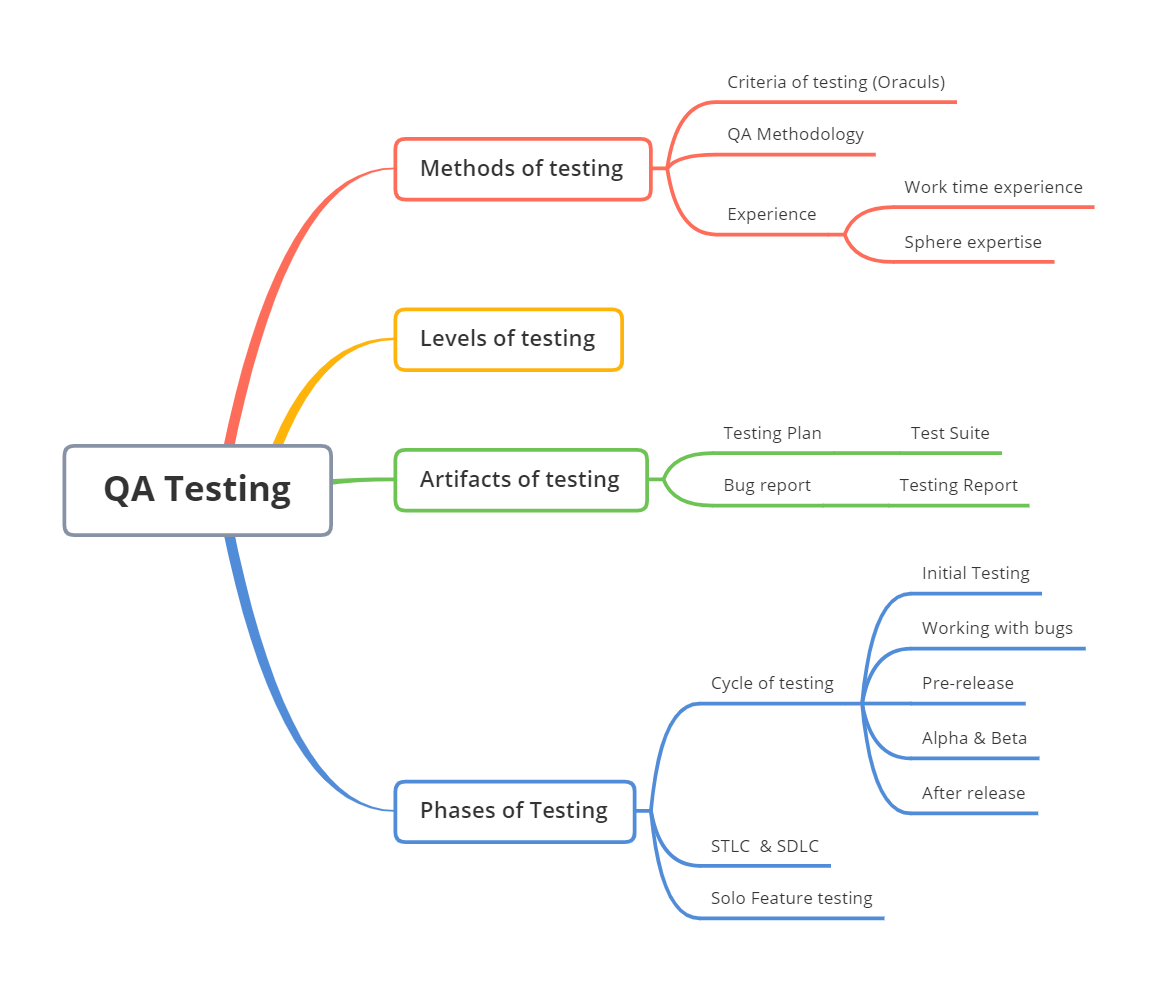 Criteria of testing (Oraculs)
QA Methodology
Methods of testing
Work time experience
Experience
Sphere expertise
Levels of testing
QA Testing
Artifacts of testing
Testing Plan
Test Suite
Bug report
Testing Report
Initial Testing
Working with bugs
Cycle of testing
Pre-release
Alpha & Beta
After release
Phases of Testing
STLC  & SDLC
Solo Feature testing